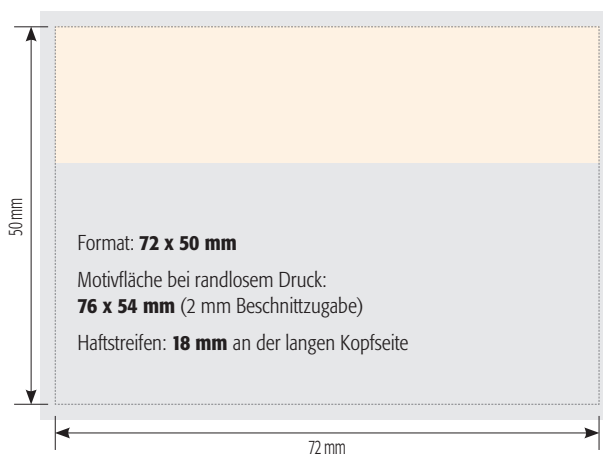 50 mm
Format: 72 x 50 mm
Motivfläche bei randlosem Druck:
76 x 54 mm (2 mm Beschnittzugabe)
Haftstreifen: 18 mm an der langen Kopfseite
72 mm